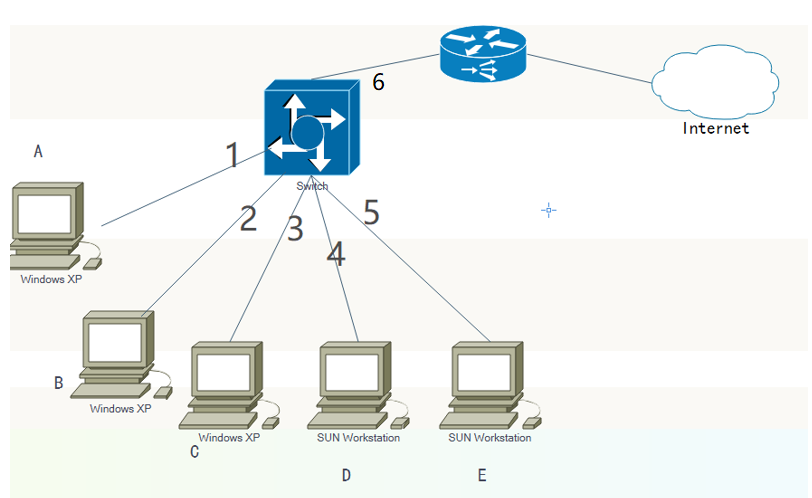 6
Internet
A
1
Switch
2
3
5
4
Windows XP
B
Windows XP
Windows XP
SUN Workstation
SUN Workstation
C
D
E